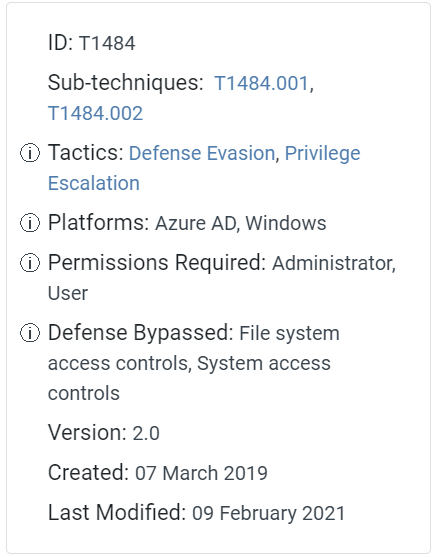 ID: T1484
Sub-techniques: T1484.001,
T1484.002
Tactics: Defense Evasion, Privilege
Escalation
Platforms: Azure AD, Windows
Permissions Required: Administrator,
User
Defense Bypassed: File system
access controls, System access
controls
Version: 2.0
Created: 07 March 2019
Last Modified: 09 February 2021